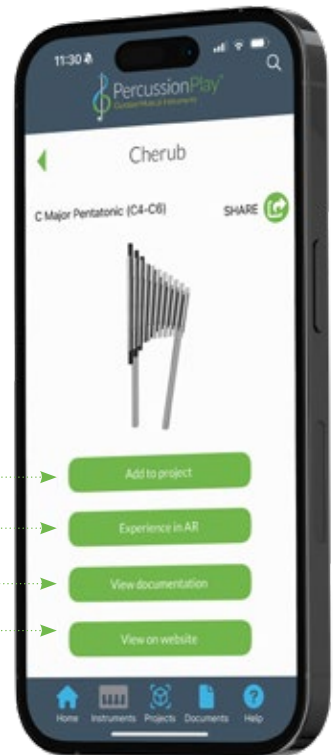 11:30
PercussionPlay®
Outdoor Musical Instruments
Cherub
C Major Pentatonic (C4-C6)
SHARE
Add to project
Experience in AR
View documentation
View on website
Home Instruments Projects Documents Help